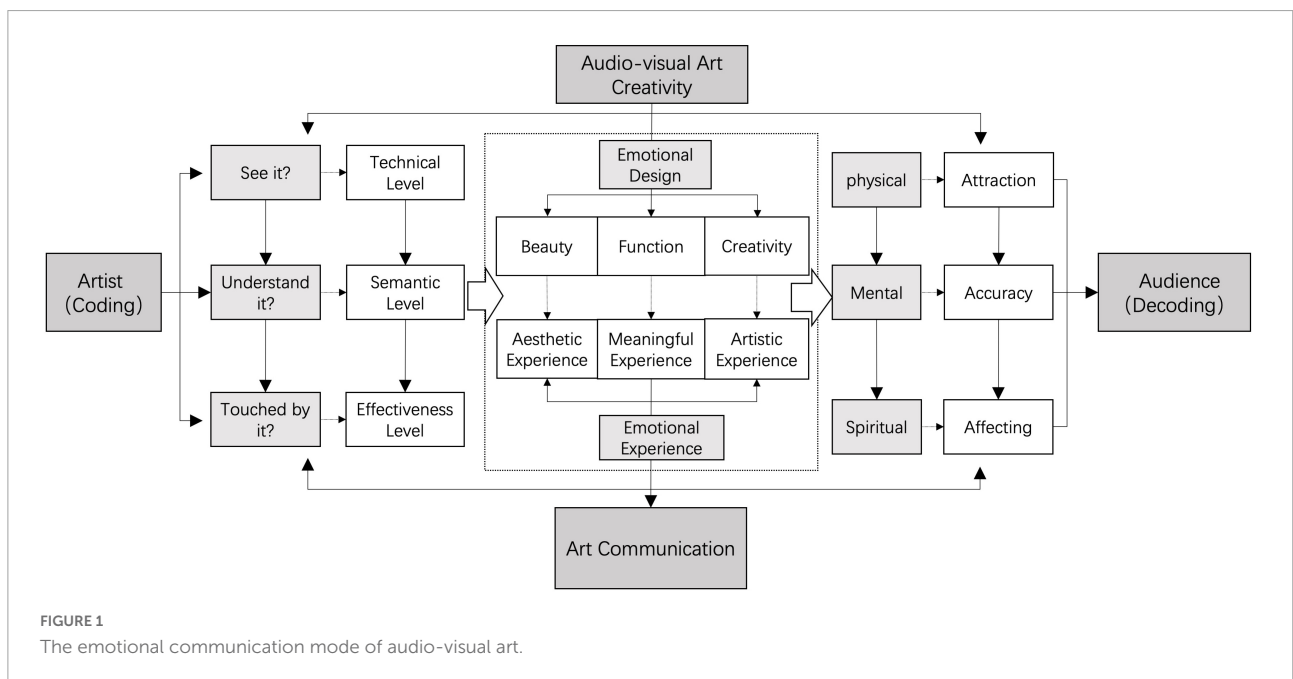 Audio-visual Art
Creativity
See it?
Technical
Level
Emotional
Design
physical
Attraction
Beauty
Function
Creativity
Artist
(Coding)
Understand
it?
Semantic
Level
Mental
Accuracy
Audience
(Decoding)
Aesthetic
Experience
Meaningful
Experience
Artistic
Experience
Touched by
it?
Effectiveness
Level
Emotional
Experience
Spiritual
Affecting
Art Communication
FIGURE 1
The emotional communication mode of audio-visual art.